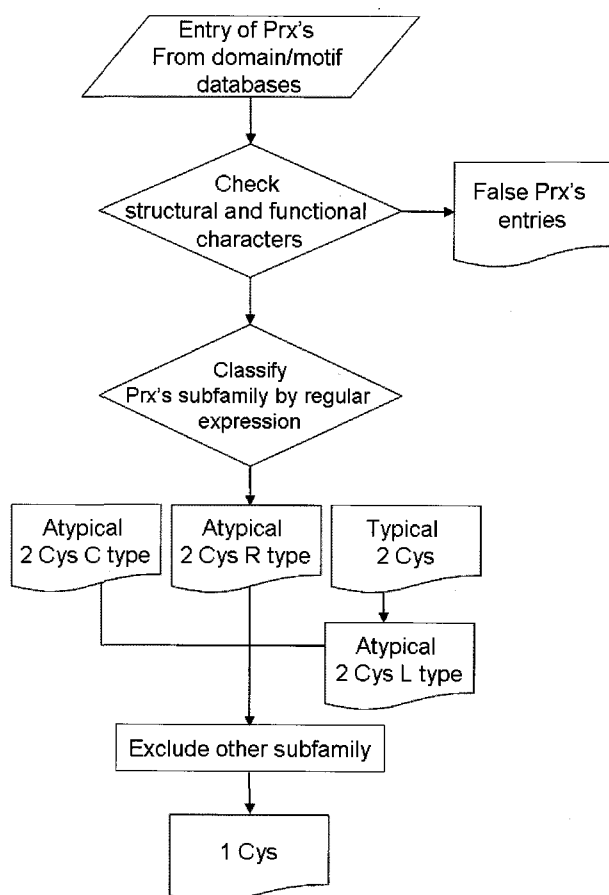 Entry of Prx's
From domain/motif
databases
Check
structural and functional
characters
False Prx's
entries
Classify
Prx's subfamily by regular
expression
Atypical
2 Cys C type
Atypical
2 Cys R type
Typical
2 Cys
Atypical
2 Cys L type
Exclude other subfamily
1 Cys